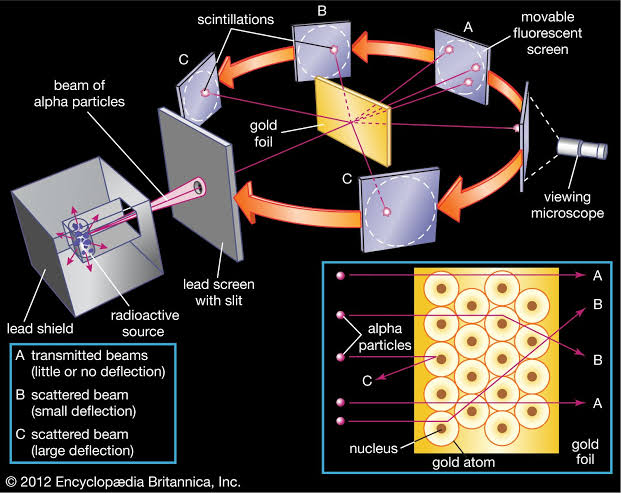 B
scintillations
A
movable
fluorescent
screen
C
beam of
alpha particles
gold
foil
C
viewing
microscope
lead screen
with slit
radioactive
source
lead shield
A transmitted beams
(little or no deflection)
B scattered beam
(small deflection)
C scattered beam
(large deflection)
A
B
alpha
particles
B
C
A
nucleus
gold atom
gold
foil
© 2012 Encyclopædia Britannica, Inc.